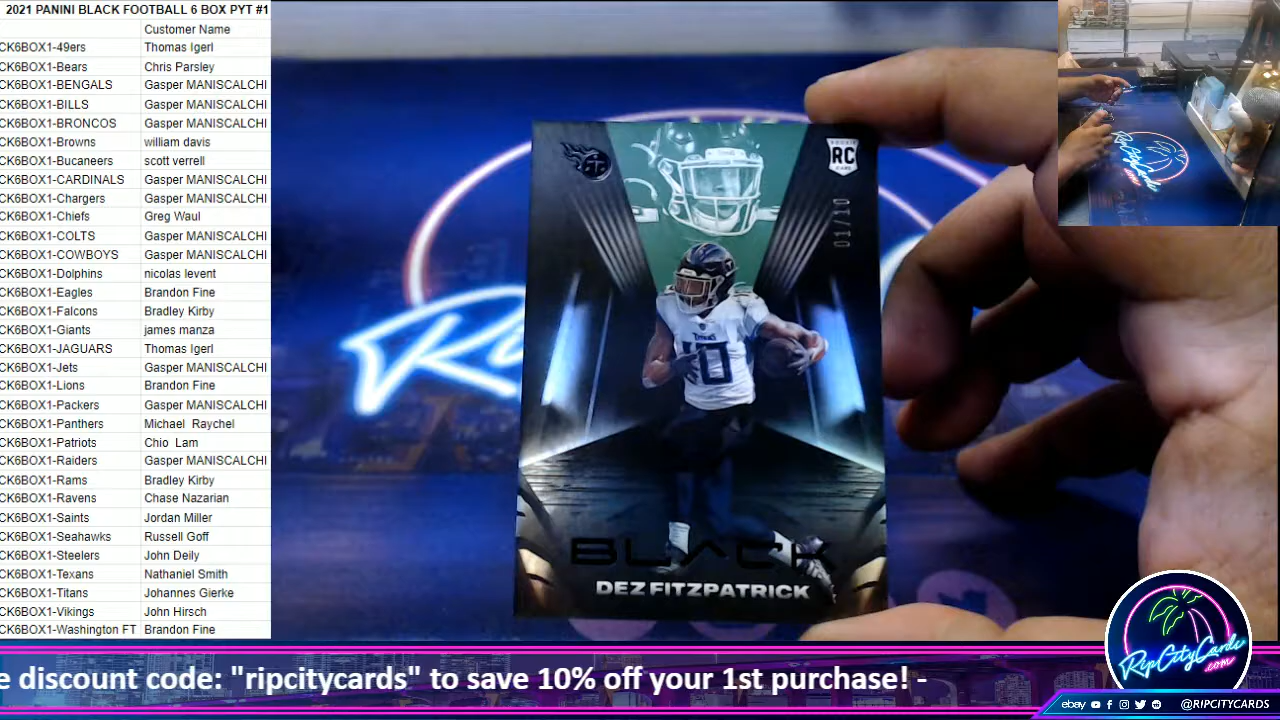 2021 PANINI BLACK FOOTBALL 6 BOX PYT #1
Customer Name
CK6BOX1-49ers Thomas Igerl
CK6BOX1-Bears Chris Parsley
CK6BOX1-BENGALS Gasper MANISCALCHI
CK6BOX1-BILLS Gasper MANISCALCHI
CK6BOX1-BRONCOS Gasper MANISCALCHI
CK6BOX1-Browns william davis
CK6BOX1-Bucaneers scott verrell
CK6BOX1-CARDINALS Gasper MANISCALCHI
CK6BOX1-Chargers Gasper MANISCALCHI
CK6BOX1-Chiefs Greg Waul
CK6BOX1-COLTS Gasper MANISCALCHI
CK6BOX1-COWBOYS Gasper MANISCALCHI
CK6BOX1-Dolphins nicolas levent
CK6BOX1-Eagles Brandon Fine
CK6BOX1-Falcons Bradley Kirby
CK6BOX1-Giants james manza
CK6BOX1-JAGUARS Thomas Igerl
CK6BOX1-Jets Gasper MANISCALCHI
CK6BOX1-Lions Brandon Fine
CK6BOX1-Packers Gasper MANISCALCHI
CK6BOX1-Panthers Michael Raychel
CK6BOX1-Patriots Chio Lam
CK6BOX1-Raiders Gasper MANISCALCHI
CK6BOX1-Rams Bradley Kirby
CK6BOX1-Ravens Chase Nazarian
CK6BOX1-Saints Jordan Miller
CK6BOX1-Seahawks Russell Goff
CK6BOX1-Steelers John Deily
CK6BOX1-Texans Nathaniel Smith
CK6BOX1-Titans Johannes Gierke
CK6BOX1-Vikings John Hirsch
CK6BOX1-Washington FT Brandon Fine
RC
01/10
TITANS
10
BLACK
DEZ FITZPATRICK
RipCityCards
.com
e discount code: "ripcitycards" to save 10% off your 1st purchase! -
RipCityCards
.com
ebay @RIPCITYCARDS